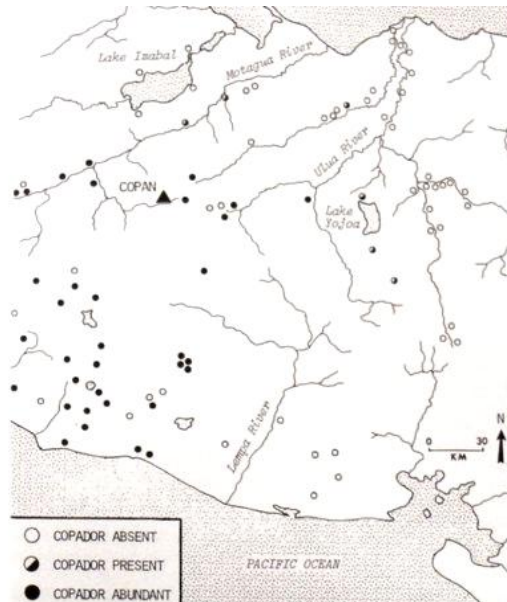 Lake Izabal
Motagua River
Ulua River
COPAN
Lake
Yojoa
Lempa River
N
0 30
KM
PACIFIC OCEAN
COPADOR ABSENT
COPADOR PRESENT
COPADOR ABUNDANT